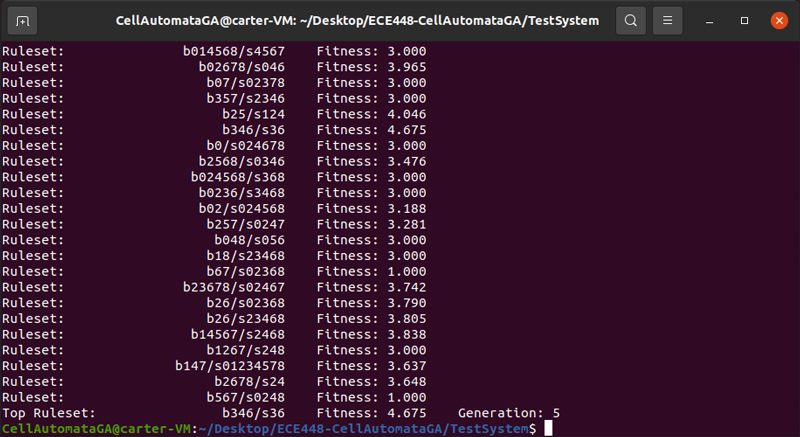 CellAutomataGA@carter-VM: ~/Desktop/ECE448-CellAutomataGA/TestSystem
Ruleset: b014568/s4567 Fitness: 3.000
Ruleset: b02678/s046 Fitness: 3.965
Ruleset: b07/s02378 Fitness: 3.000
Ruleset: b357/s2346 Fitness: 3.000
Ruleset: b25/s124 Fitness: 4.046
Ruleset: b346/s36 Fitness: 4.675
Ruleset: b0/s024678 Fitness: 3.000
Ruleset: b2568/s0346 Fitness: 3.476
Ruleset: b024568/s368 Fitness: 3.000
Ruleset: b0236/s3468 Fitness: 3.000
Ruleset: b02/s024568 Fitness: 3.188
Ruleset: b257/s0247 Fitness: 3.281
Ruleset: b048/s056 Fitness: 3.000
Ruleset: b18/s23468 Fitness: 3.000
Ruleset: b67/s02368 Fitness: 1.000
Ruleset: b23678/s02467 Fitness: 3.742
Ruleset: b26/s02368 Fitness: 3.790
Ruleset: b26/s23468 Fitness: 3.805
Ruleset: b14567/s2468 Fitness: 3.838
Ruleset: b1267/s248 Fitness: 3.000
Ruleset: b147/s01234578 Fitness: 3.637
Ruleset: b2678/s24 Fitness: 3.648
Ruleset: b567/s0248 Fitness: 1.000
Top Ruleset: b346/s36 Fitness: 4.675 Generation: 5
CellAutomataGA@carter-VM:~/Desktop/ECE448-CellAutomataGA/TestSystem$